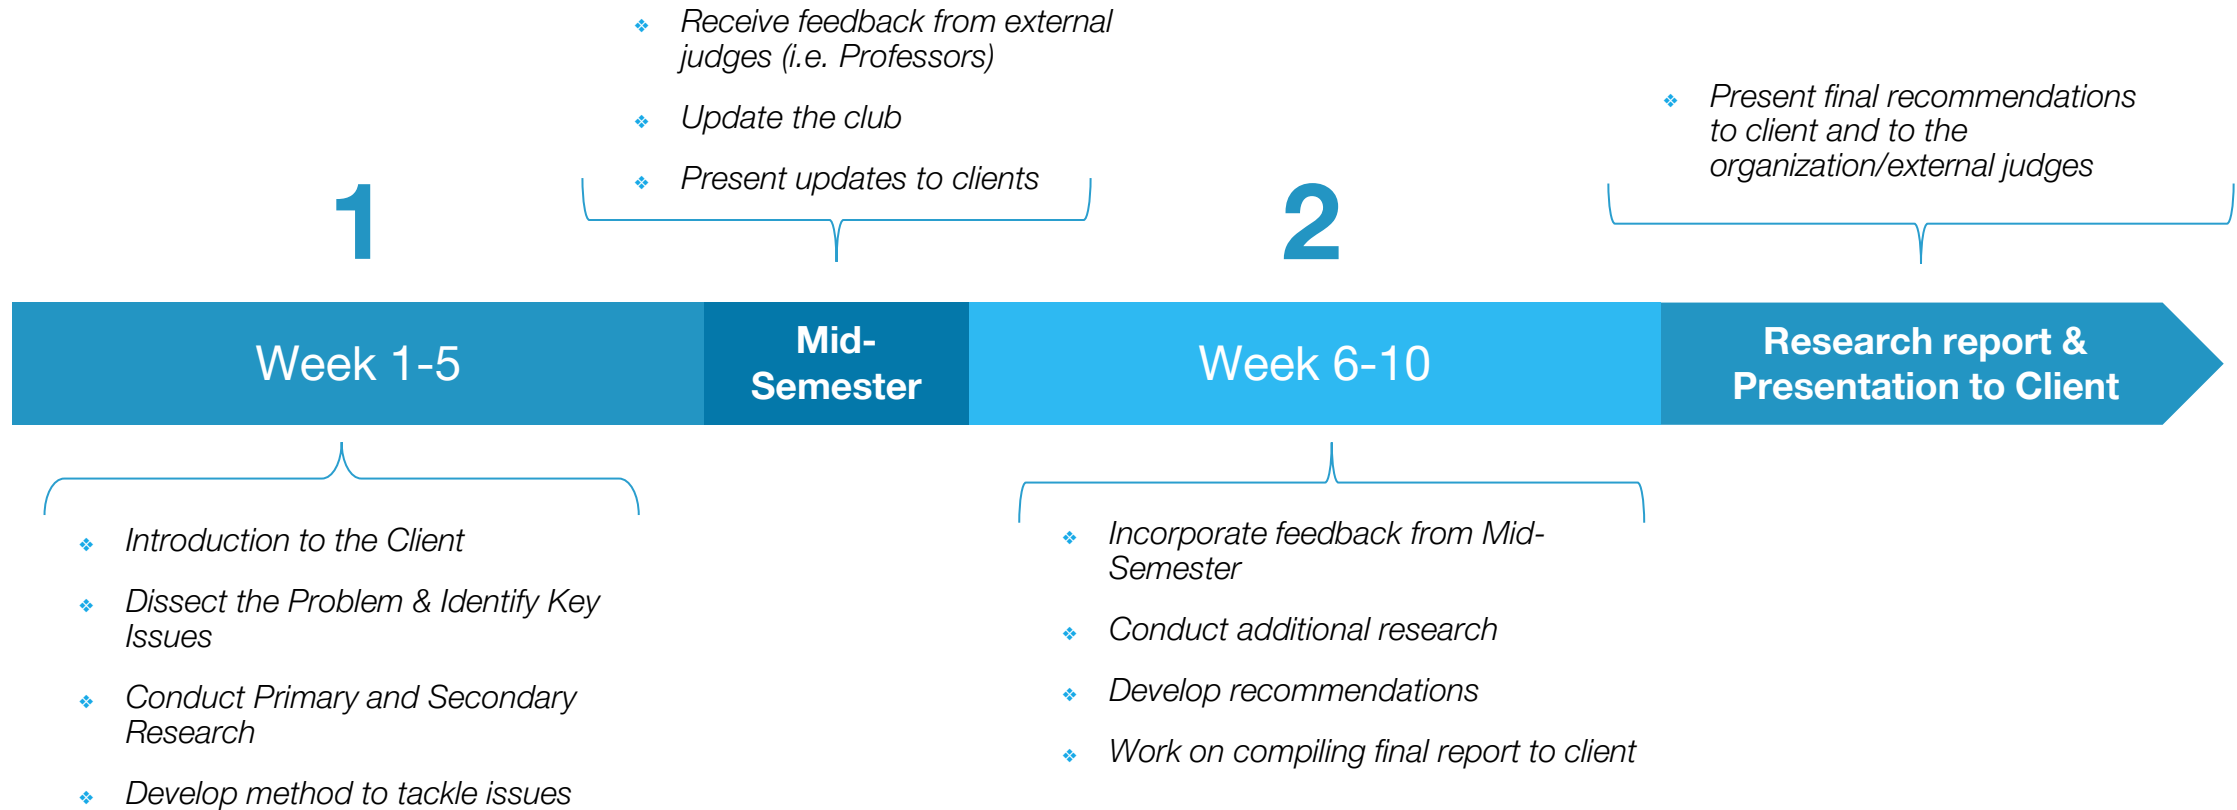 Receive feedback from external
judges (i.e. Professors)
Update the club
Present updates to clients
Present final recommendations
to client and to the
organization/external judges
1
2
Week 1-5
Mid-
Semester
Week 6-10
Research report &
Presentation to Client
Introduction to the Client
Dissect the Problem & Identify Key
Issues
Conduct Primary and Secondary
Research
Develop method to tackle issues
Incorporate feedback from Mid-
Semester
Conduct additional research
Develop recommendations
Work on compiling final report to client